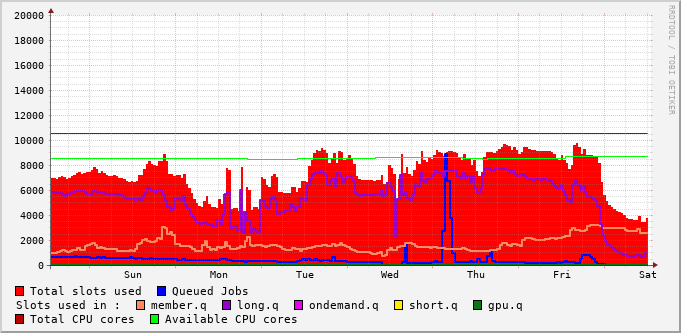 20000
18000
16000
14000
12000
10000
8000
6000
4000
2000
0
Sun Mon Tue Wed Thu Fri Sat
RRDTOOL / TOBI OETIKER
Total slots used Queued Jobs
Slots used in : member.q long.q ondemand.q short.q gpu.q
Total CPU cores Available CPU cores